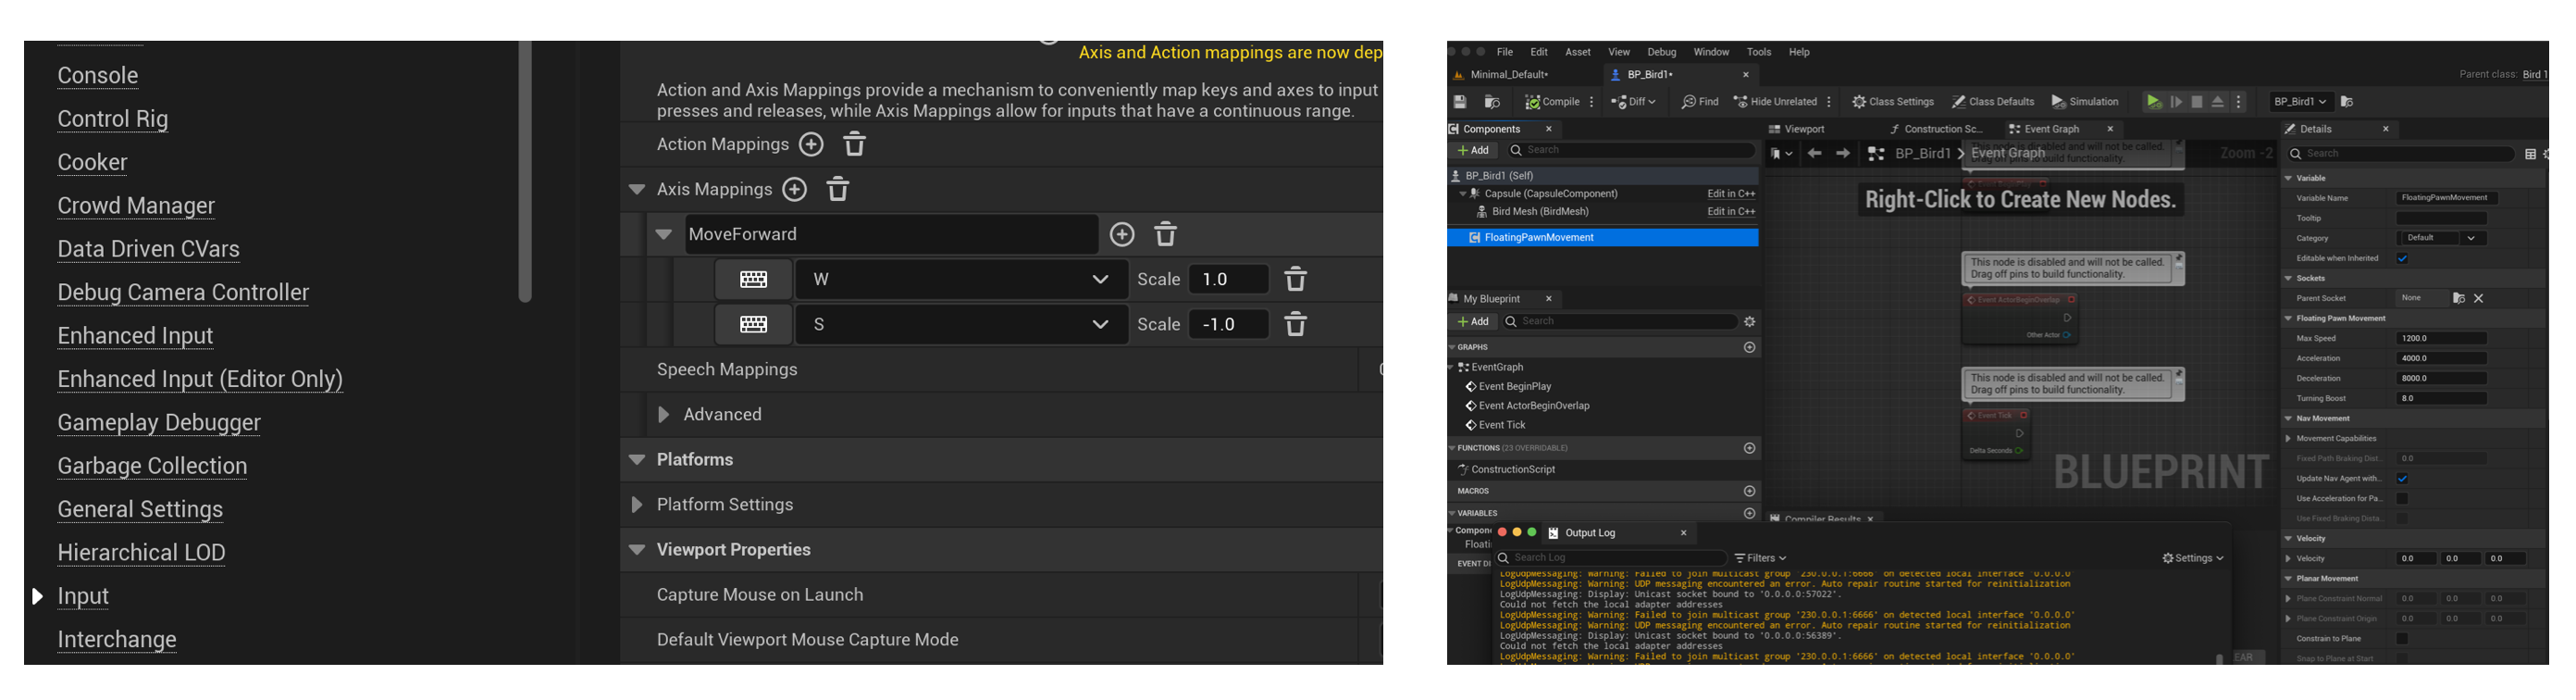 Console
Control Rig
Cooker
Crowd Manager
Data Driven CVars
Debug Camera Controller
Enhanced Input
Enhanced Input (Editor Only)
Gameplay Debugger
Garbage Collection
General Settings
Hierarchical LOD
Input
Interchange
Axis and Action mappings are now dep
Action and Axis Mappings provide a mechanism to conveniently map keys and axes to input
presses and releases, while Axis Mappings allow for inputs that have a continuous range.
Action Mappings
Axis Mappings
MoveForward
W Scale 1.0
S Scale -1.0
Speech Mappings
Advanced
Platforms
Platform Settings
Viewport Properties
Capture Mouse on Launch
Default Viewport Mouse Capture Mode
File Edit Asset View Debug Window Tools Help
Minimal_Default• BP_Bird1•
Parent class: Bird 1
Compile Diff Find Hide Unrelated Class Settings Class Defaults Simulation BP_Bird1
Components
Add Search
BP_Bird1 (Self)
Capsule (CapsuleComponent) Edit in C++
Bird Mesh (BirdMesh) Edit in C++
FloatingPawnMovement
My Blueprint
Add Search
GRAPHS
EventGraph
Event BeginPlay
Event ActorBeginOverlap
Event Tick
FUNCTIONS (23 OVERRIDABLE)
ConstructionScript
MACROS
VARIABLES
Compone
Floati
EVENT DI
Viewport Construction Sc... Event Graph
BP_Bird1 > Event Graph Zoom -2
This node is disabled and will not be called.
Drag off pins to build functionality.
Right-Click to Create New Nodes.
This node is disabled and will not be called.
Drag off pins to build functionality.
Event ActorBeginOverlap
Other Actor
This node is disabled and will not be called.
Drag off pins to build functionality.
Event Tick
Delta Seconds
BLUEPRINT
Compiler Results
Output Log
Search Log Filters Settings
LogUdpMessaging: Warning: Failed to join multicast group '230.0.0.1:6666' on detected local interface '0.0.0.0'
LogUdpMessaging: Warning: UDP messaging encountered an error. Auto repair routine started for reinitialization
LogUdpMessaging: Display: Unicast socket bound to '0.0.0.0:57022'.
Could not fetch the local adapter addresses
LogUdpMessaging: Warning: Failed to join multicast group '230.0.0.1:6666' on detected local interface '0.0.0.0'
LogUdpMessaging: Warning: UDP messaging encountered an error. Auto repair routine started for reinitialization
LogUdpMessaging: Display: Unicast socket bound to '0.0.0.0:56389'.
Could not fetch the local adapter addresses
LogUdpMessaging: Warning: Failed to join multicast group '230.0.0.1:6666' on detected local interface '0.0.0.0'
EAR
Details
Search
Variable
Variable Name FloatingPawnMovement
Tooltip
Category Default
Editable when Inherited
Sockets
Parent Socket None
Floating Pawn Movement
Max Speed 1200.0
Acceleration 4000.0
Deceleration 8000.0
Turning Boost 8.0
Nav Movement
Movement Capabilities
Fixed Path Braking Dist... 0.0
Update Nav Agent with...
Use Acceleration for Pa...
Use Fixed Braking Dista...
Velocity
Velocity 0.0 0.0 0.0
Planar Movement
Plane Constraint Normal 0.0 0.0 0.0
Plane Constraint Origin 0.0 0.0 0.0
Constrain to Plane
Snap to Plane at Start